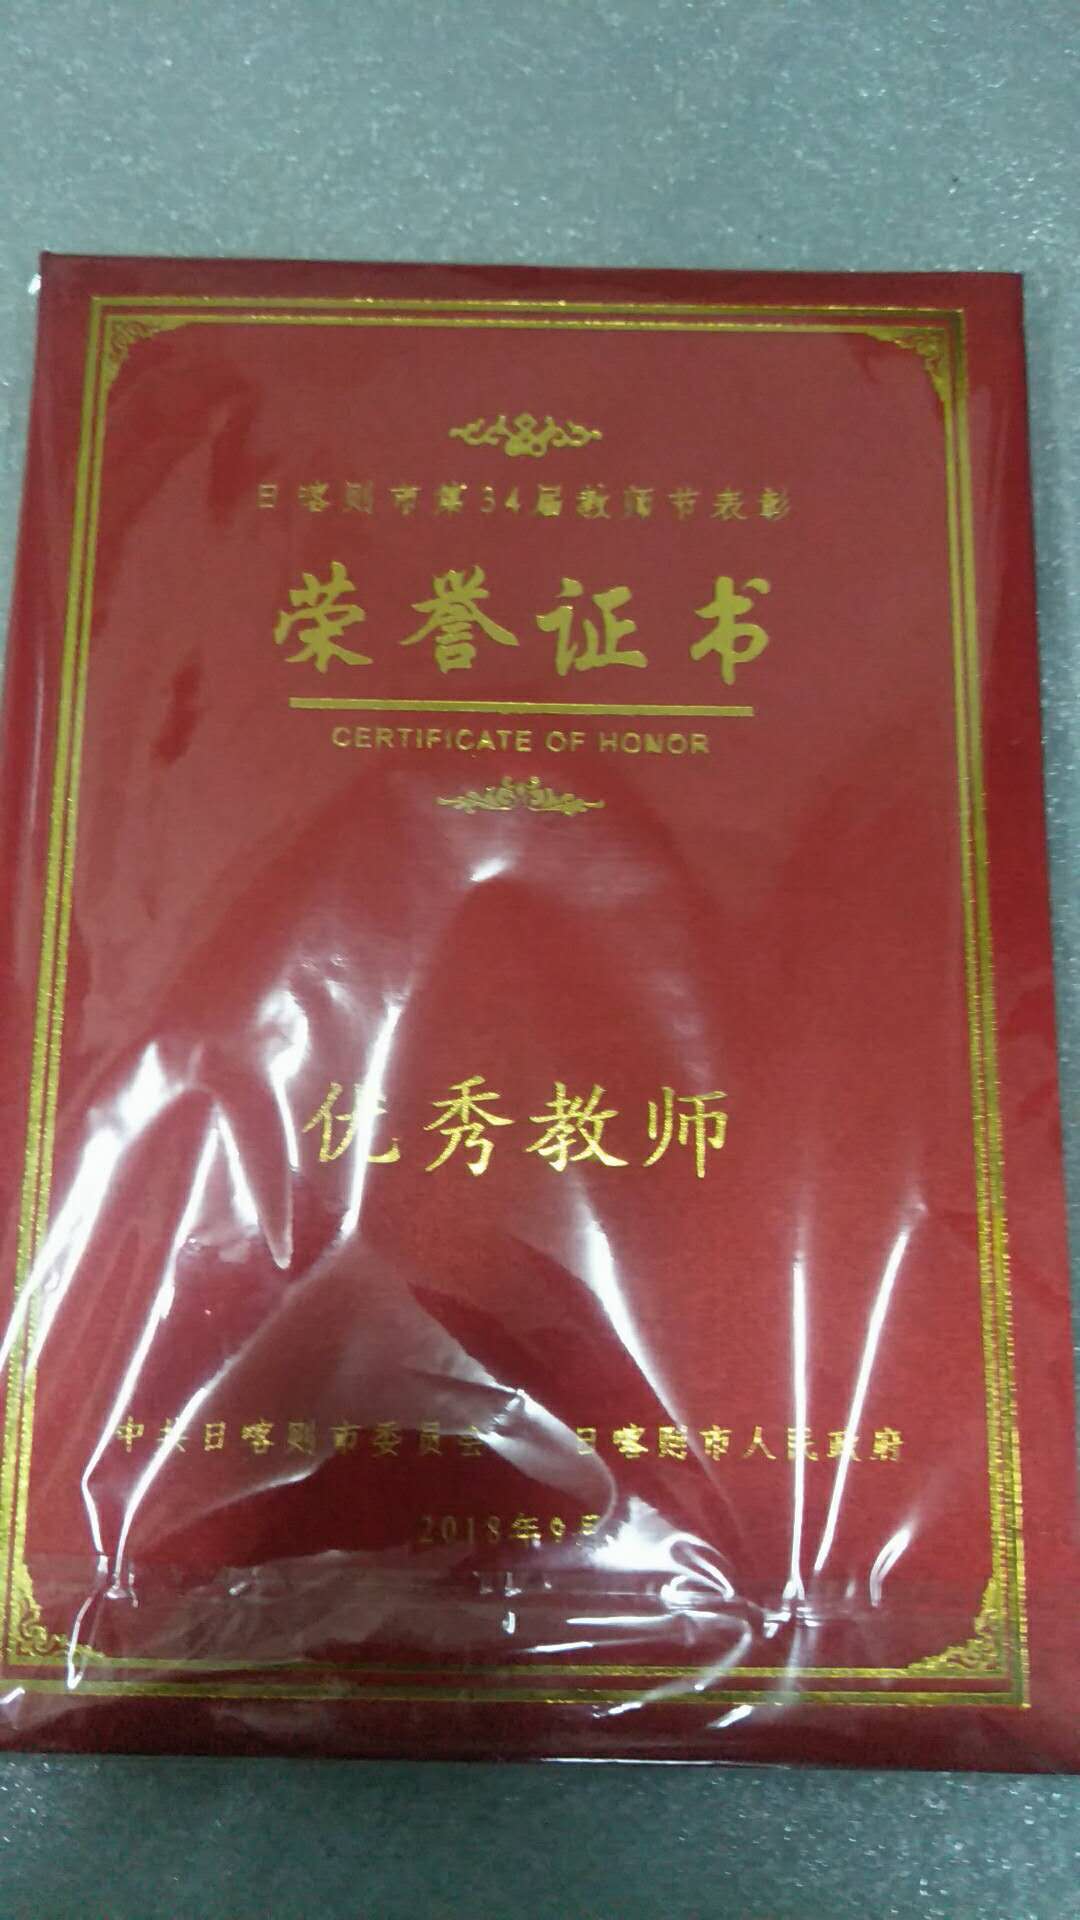 日喀则市第34届教师节表彰
荣誉证书
CERTIFICATE OF HONOR
优秀教师
中共日喀则市委员会 日喀则市人民政府
2018年9月